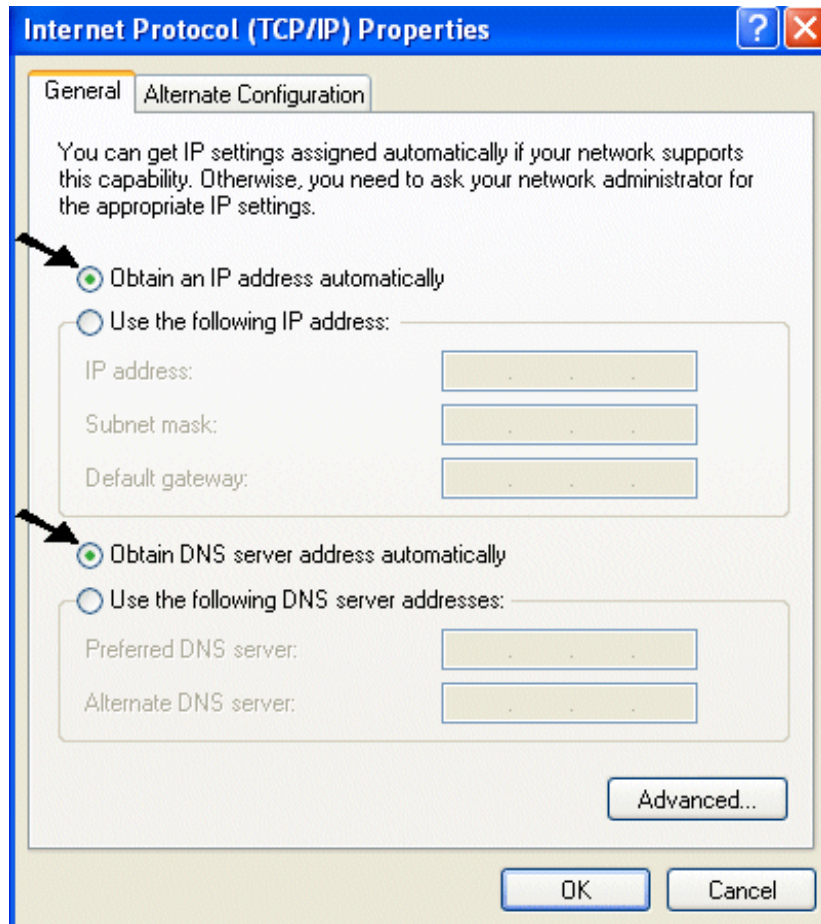 Internet Protocol (TCP/IP) Properties
General
Alternate Configuration
You can get IP settings assigned automatically if your network supports
this capability. Otherwise, you need to ask your network administrator for
the appropriate IP settings.
Obtain an IP address automatically
Use the following IP address:
IP address:
Subnet mask:
Default gateway:
Obtain DNS server address automatically
Use the following DNS server addresses:
Preferred DNS server:
Alternate DNS server:
Advanced...
OK
Cancel